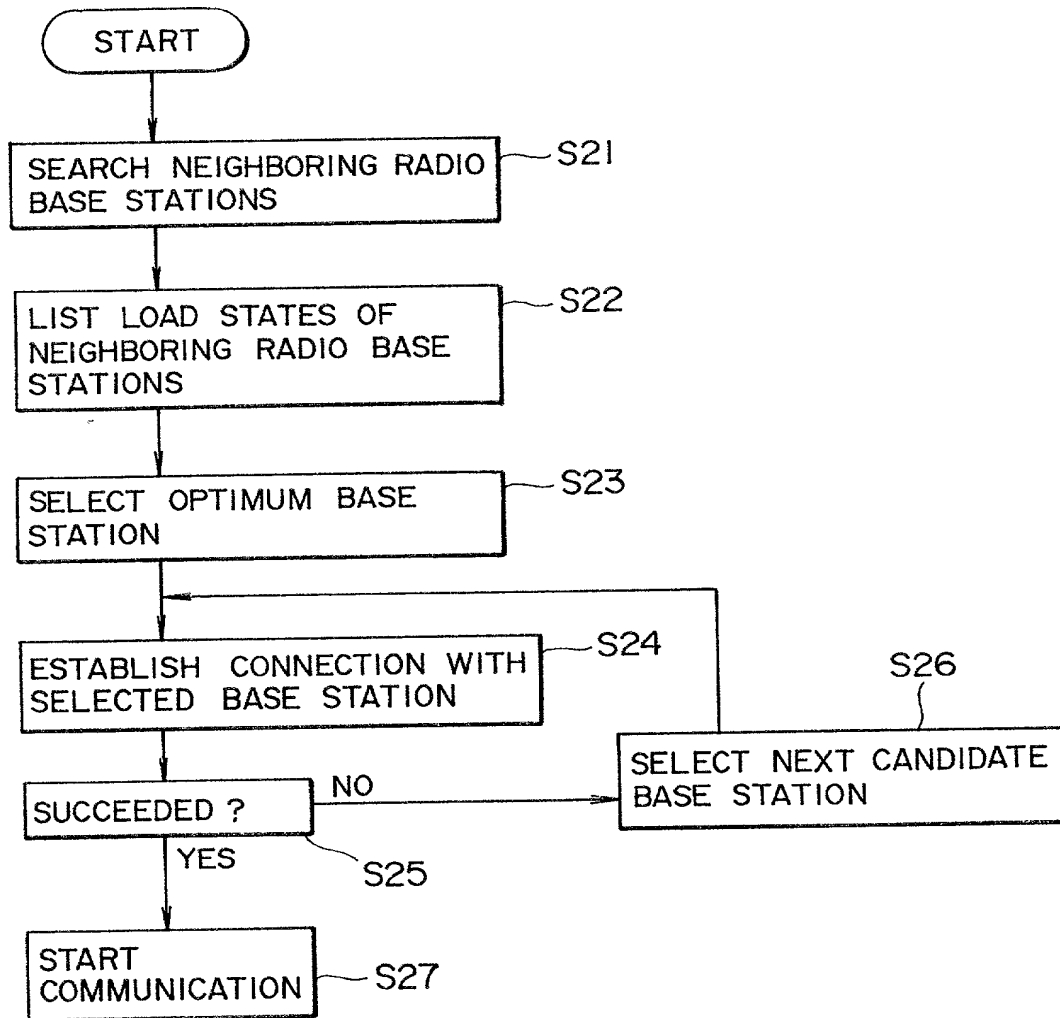 START
SEARCH NEIGHBORING RADIO
BASE STATIONS
S21
LIST LOAD STATES OF
NEIGHBORING RADIO BASE
STATIONS
S22
SELECT OPTIMUM BASE
STATION
S23
ESTABLISH CONNECTION WITH
SELECTED BASE STATION
S24
S26
SELECT NEXT CANDIDATE
BASE STATION
SUCCEEDED ?
NO
YES
S25
START
COMMUNICATION
S27